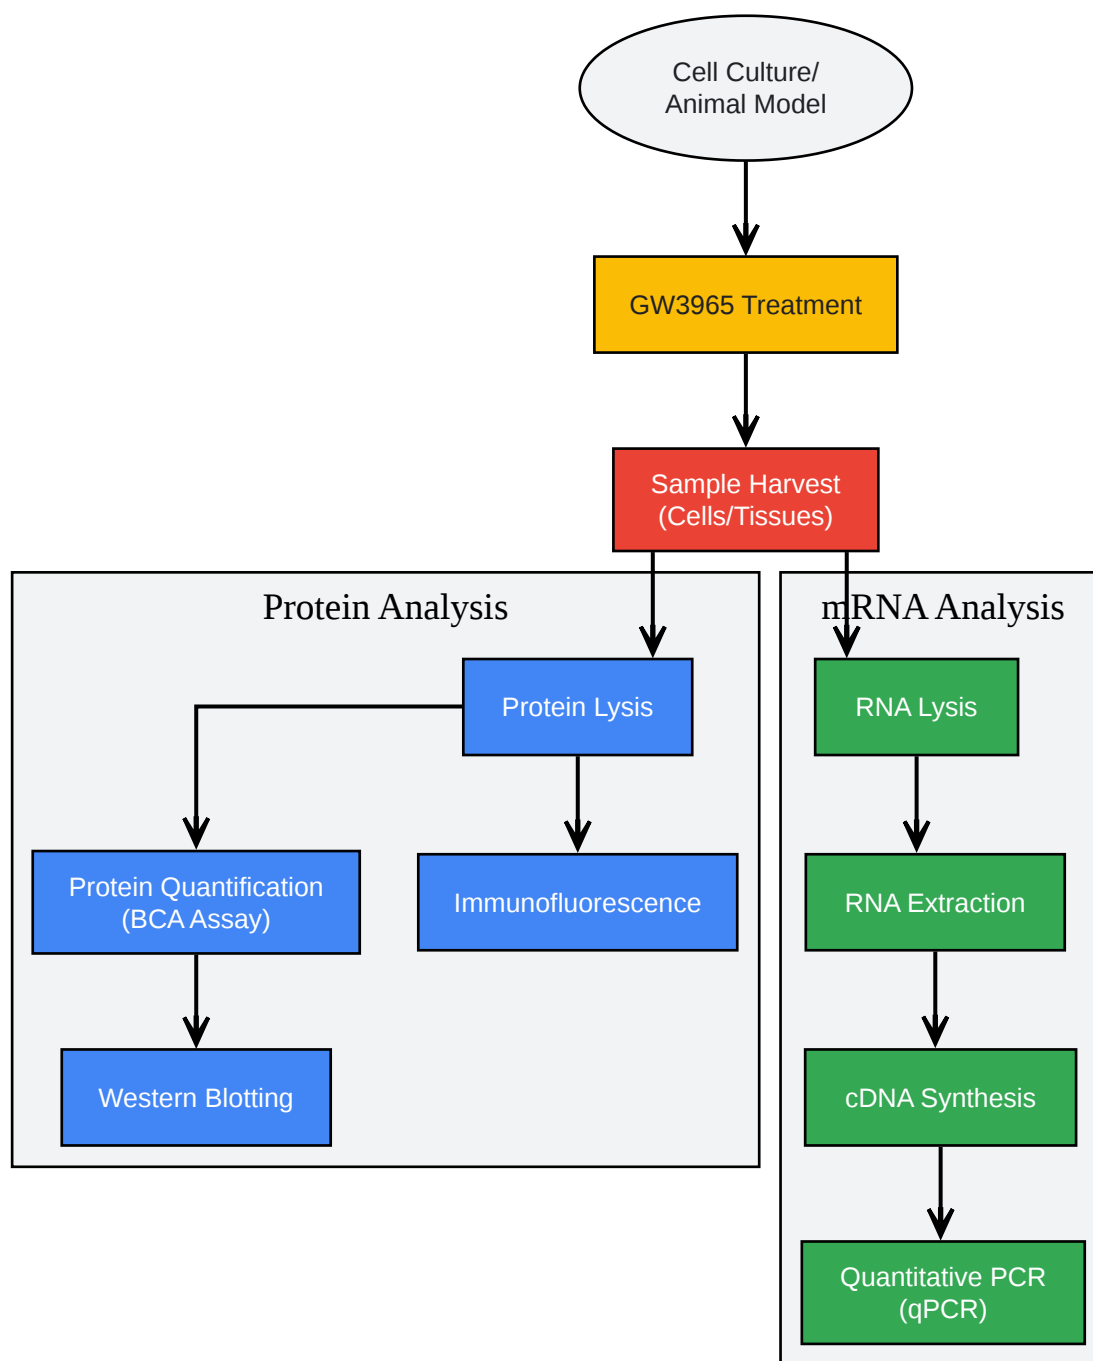 Cell Culture/
Animal Model
GW3965 Treatment
Sample Harvest
(Cells/Tissues)
Protein Analysis
mRNA Analysis
Protein Lysis
RNA Lysis
Protein Quantification
(BCA Assay)
Immunofluorescence
RNA Extraction
Western Blotting
cDNA Synthesis
Quantitative PCR
(qPCR)